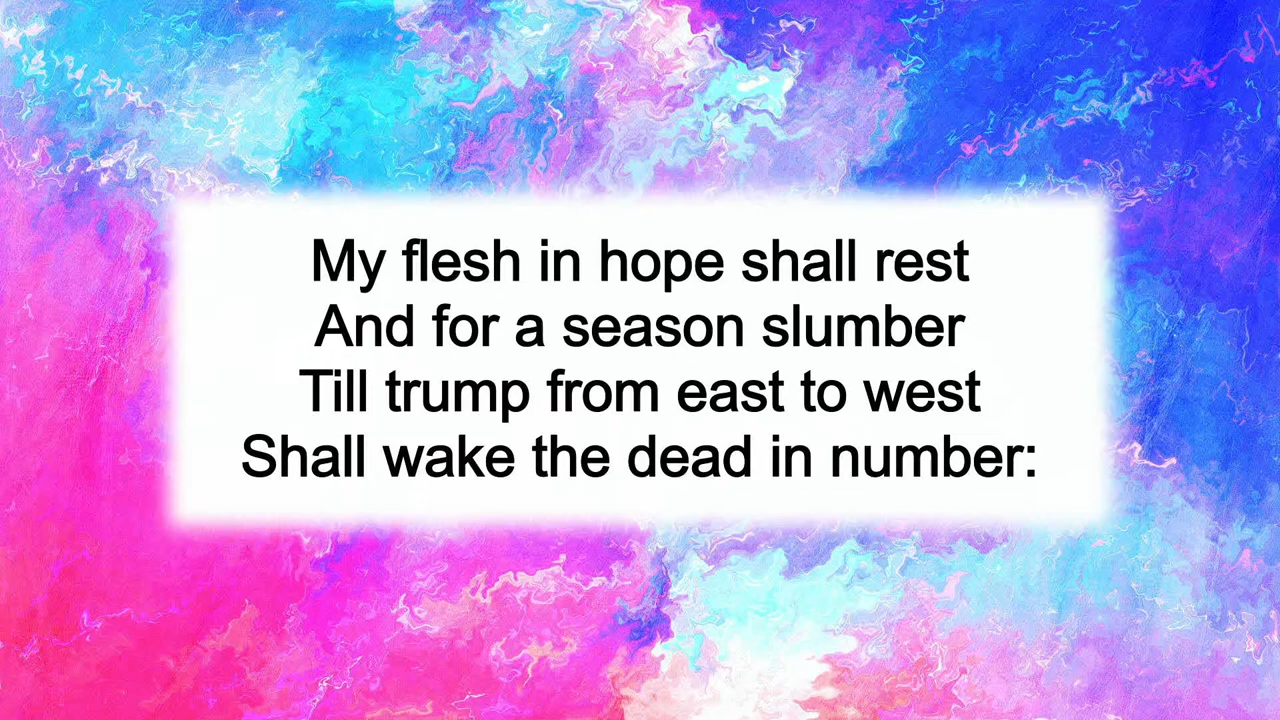 My flesh in hope shall rest
And for a season slumber
Till trump from east to west
Shall wake the dead in number: